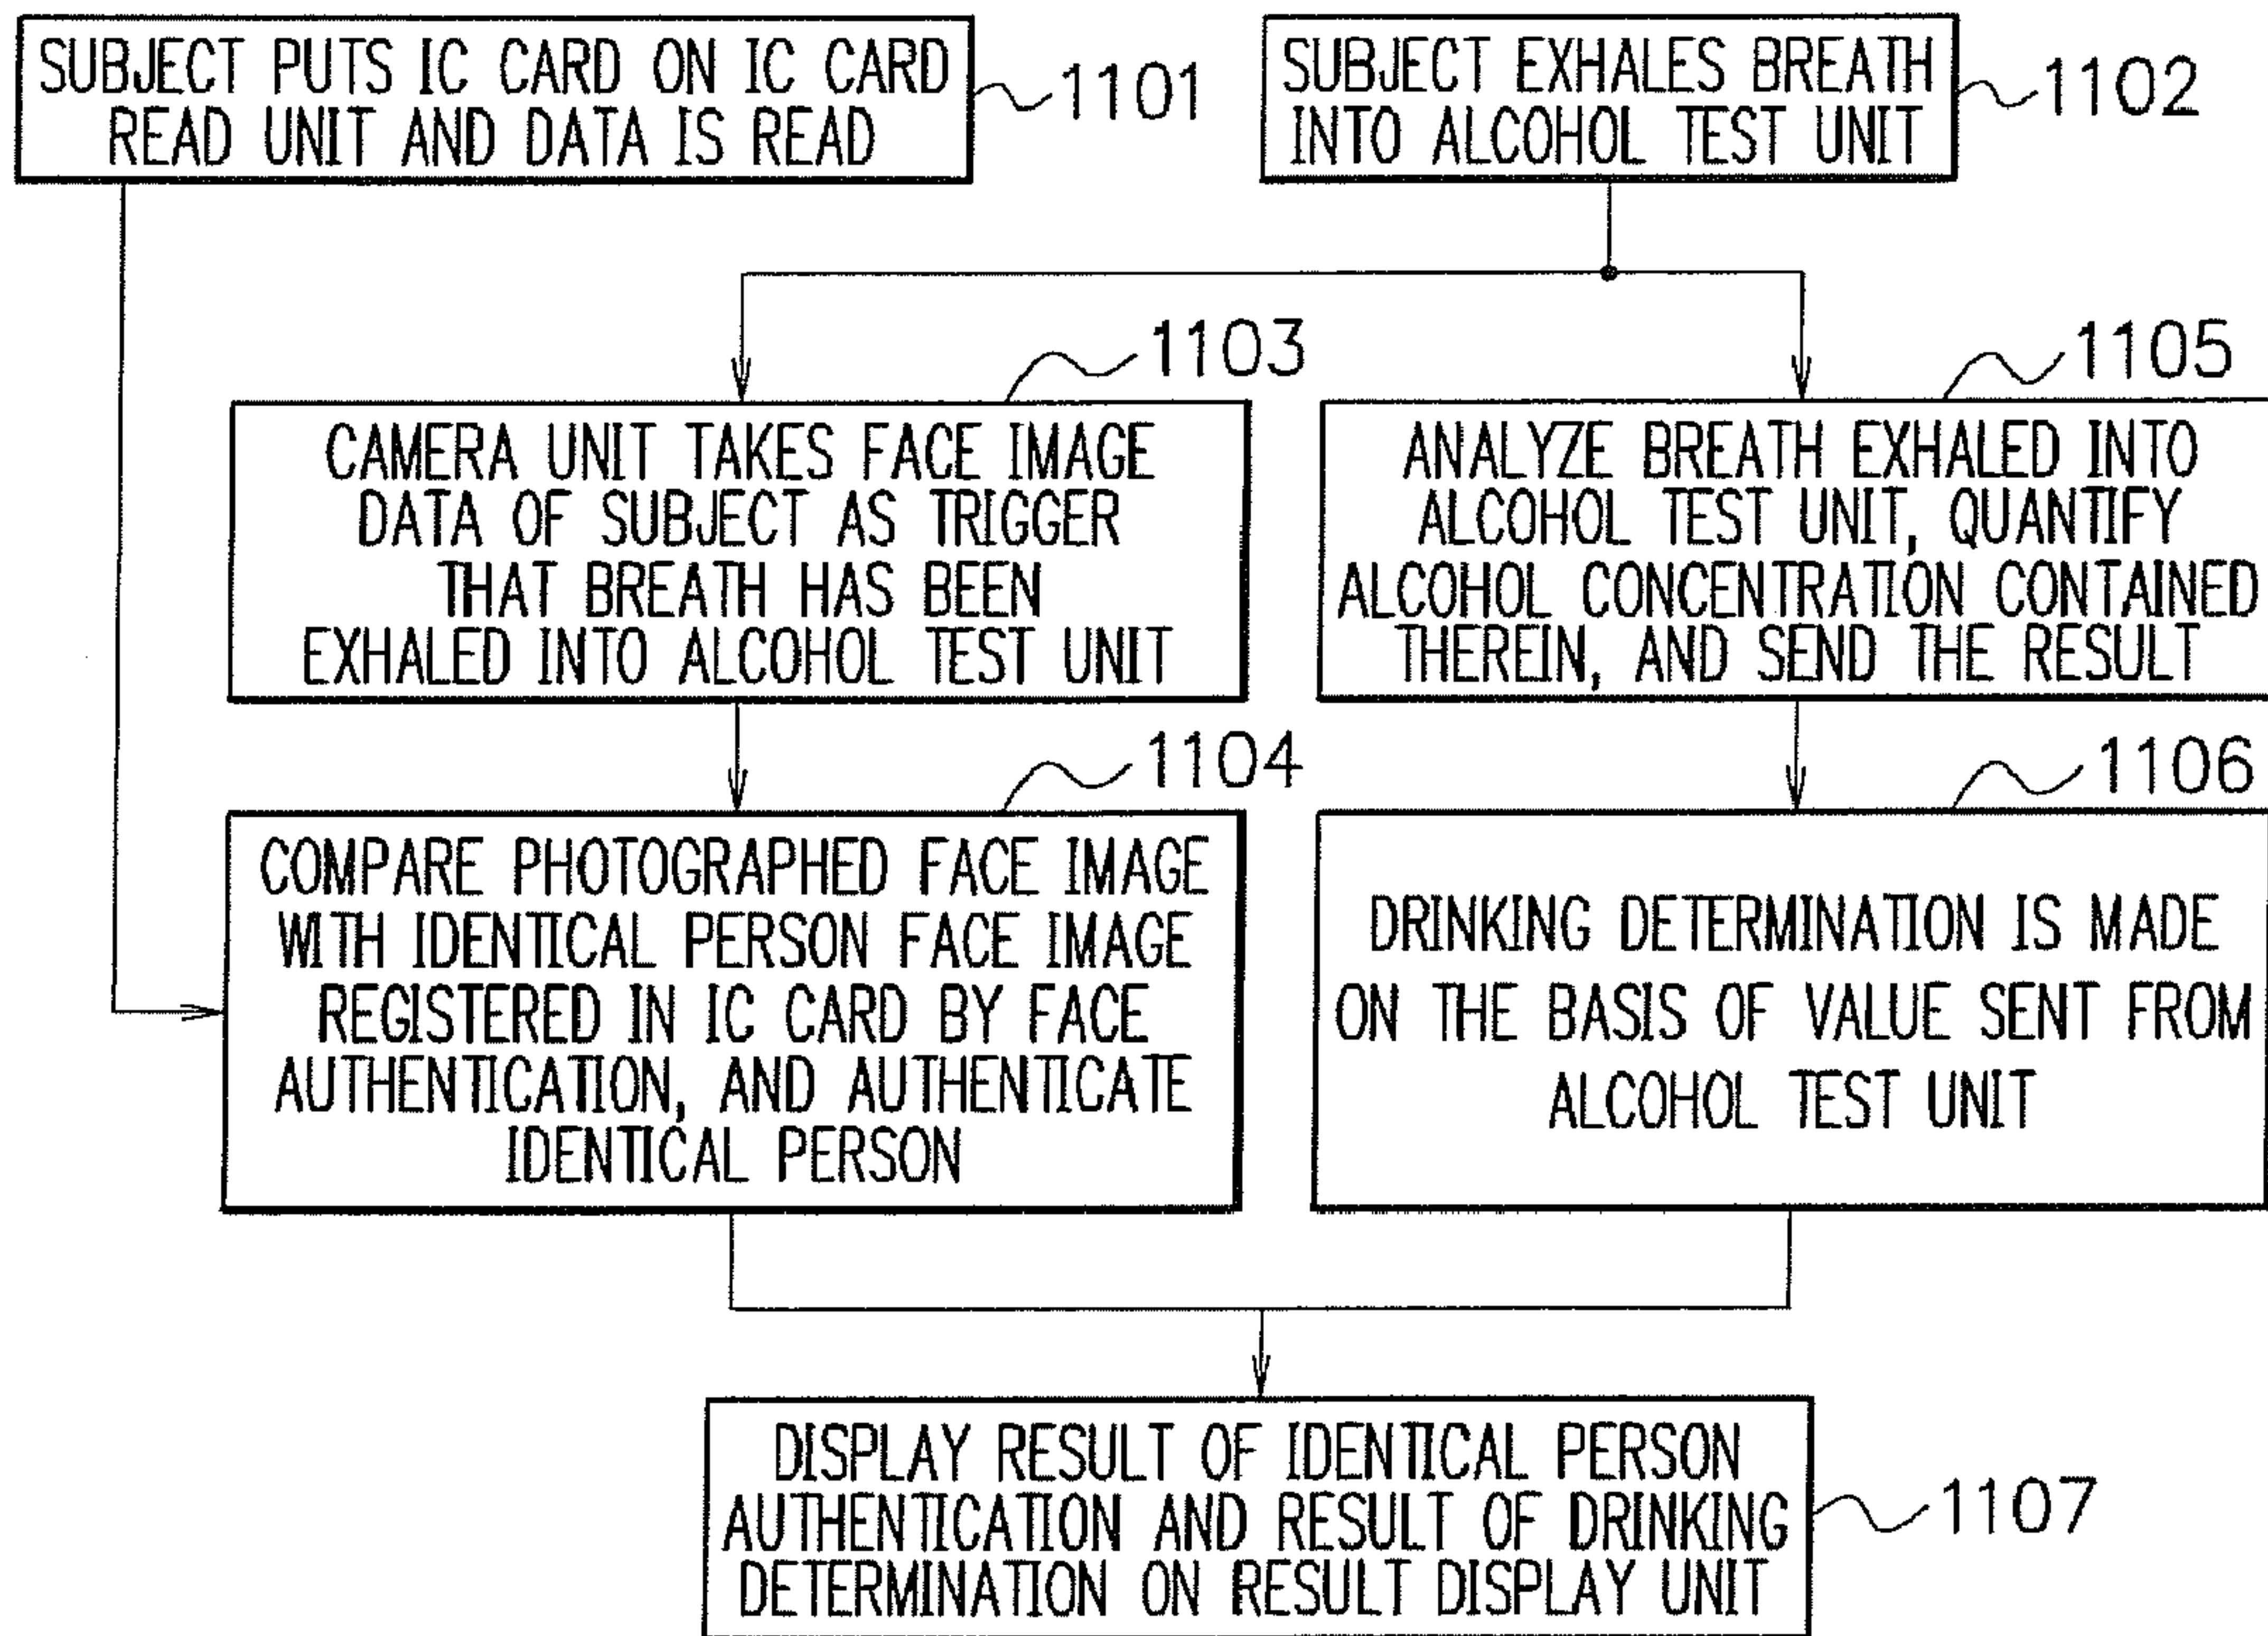 SUBJECT PUTS IC CARD ON IC CARD
READ UNIT AND DATA IS READ
1101
SUBJECT EXHALES BREATH
INTO ALCOHOL TEST UNIT
1102
1103
CAMERA UNIT TAKES FACE IMAGE
DATA OF SUBJECT AS TRIGGER
THAT BREATH HAS BEEN
EXHALED INTO ALCOHOL TEST UNIT
1105
ANALYZE BREATH EXHALED INTO
ALCOHOL TEST UNIT, QUANTIFY
ALCOHOL CONCENTRATION CONTAINED
THEREIN, AND SEND THE RESULT
1104
COMPARE PHOTOGRAPHED FACE IMAGE
WITH IDENTICAL PERSON FACE IMAGE
REGISTERED IN IC CARD BY FACE
AUTHENTICATION, AND AUTHENTICATE
IDENTICAL PERSON
1106
DRINKING DETERMINATION IS MADE
ON THE BASIS OF VALUE SENT FROM
ALCOHOL TEST UNIT
DISPLAY RESULT OF IDENTICAL PERSON
AUTHENTICATION AND RESULT OF DRINKING
DETERMINATION ON RESULT DISPLAY UNIT
1107